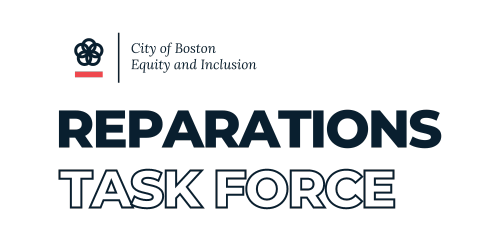 City of Boston
Equity and Inclusion
REPARATIONS
TASK FORCE